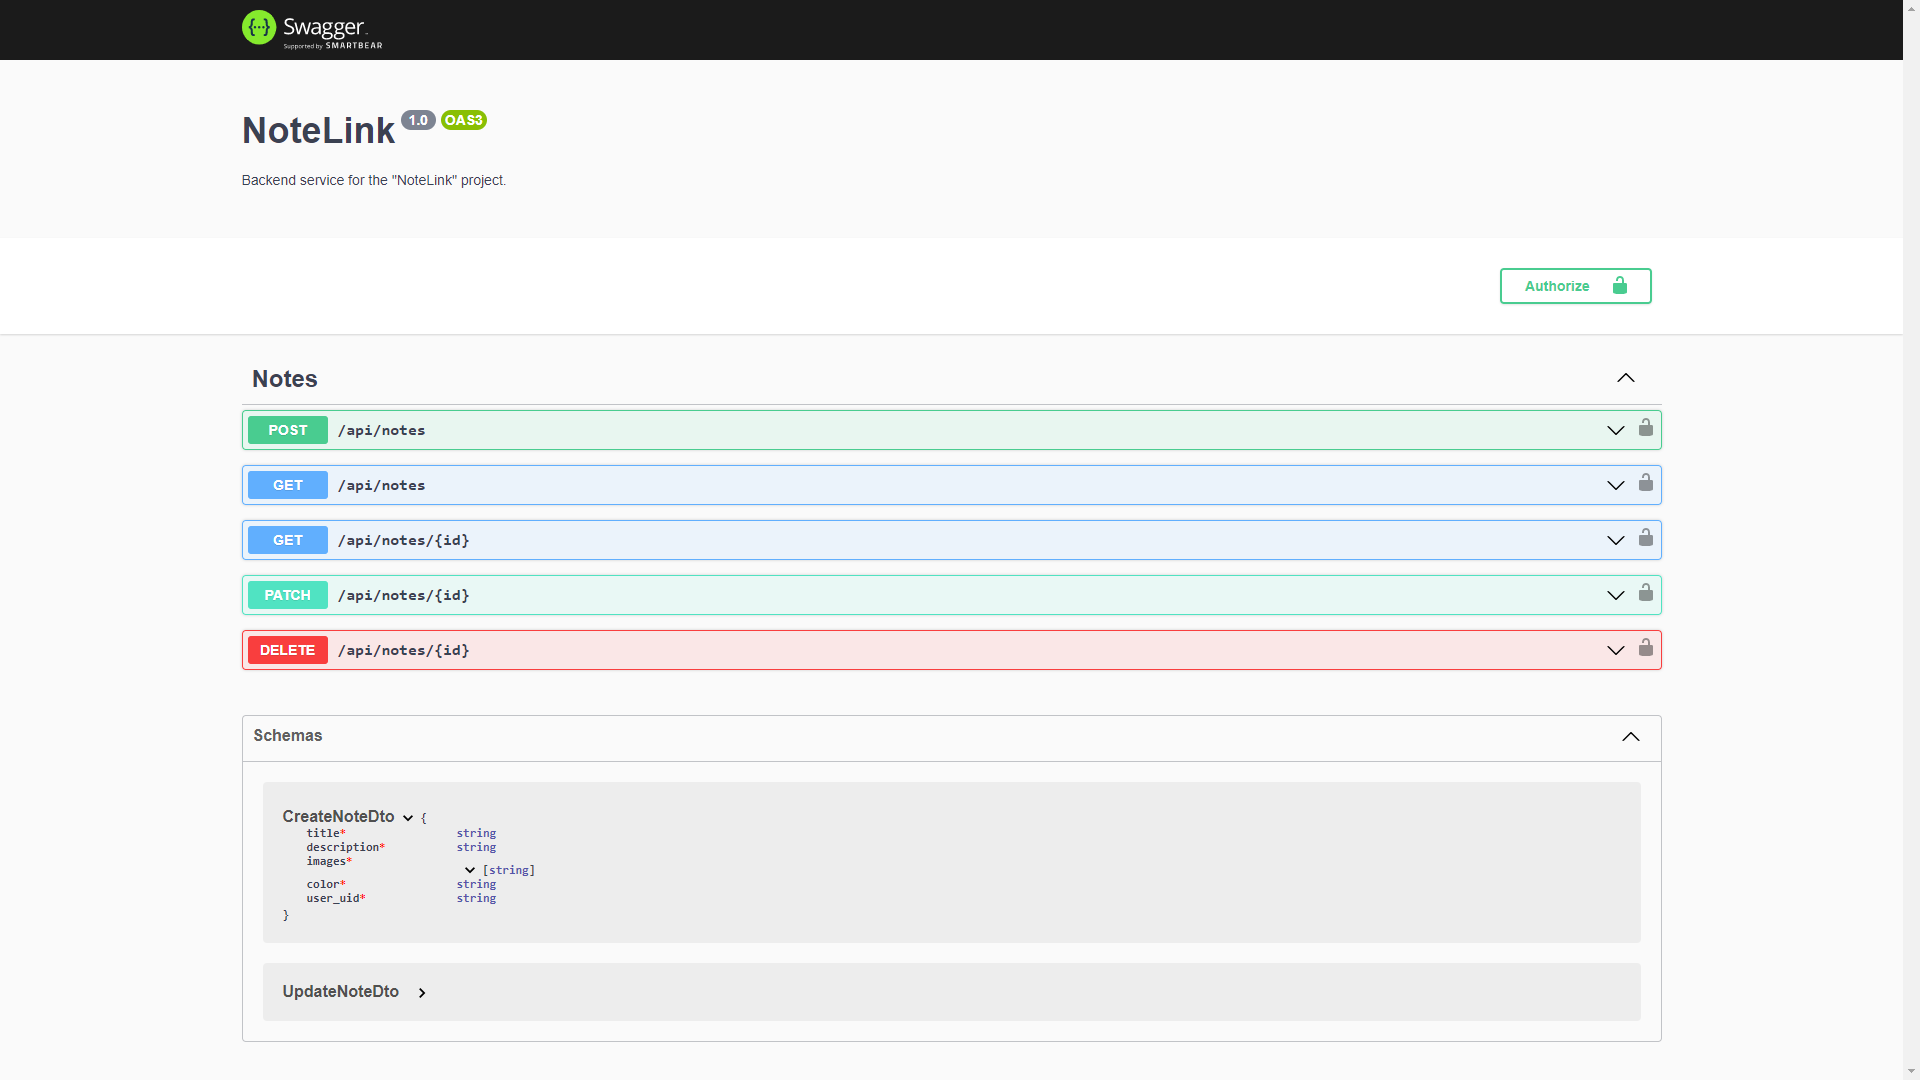 Swagger
Supported by SMARTBEAR
NoteLink 1.0 OAS3
Backend service for the "NoteLink" project.
Authorize
Notes
POST /api/notes
GET /api/notes
GET /api/notes/{id}
PATCH /api/notes/{id}
DELETE /api/notes/{id}
Schemas
CreateNoteDto {
title* string
description* string
images* [string]
color* string
user_uid* string
}
UpdateNoteDto